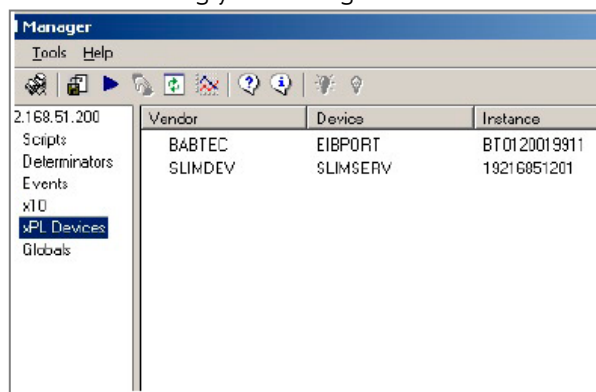 Manager
Tools Help
2.168.51.200
Scripts
Determinators
Events
x10
xPL Devices
Globals
Vendor Device Instance
BABTEC EIBPORT BT0120019911
SLIMDEV SLIMSERV 19216851201